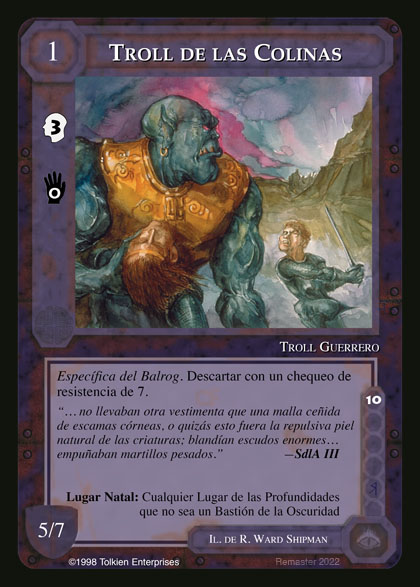 1
TROLL DE LAS COLINAS
3
0
TROLL GUERRERO
Específica del Balrog. Descartar con un chequeo de
resistencia de 7.
“… no llevaban otra vestimenta que una malla ceñida
de escamas córneas, o quizás esto fuera la repulsiva piel
natural de las criaturas; blandían escudos enormes…
empuñaban martillos pesados.” –SdlA III
10
Lugar Natal: Cualquier Lugar de las Profundidades
que no sea un Bastión de la Oscuridad
5/7
IL. DE R. WARD SHIPMAN
©1998 Tolkien Enterprises
Remaster 2022